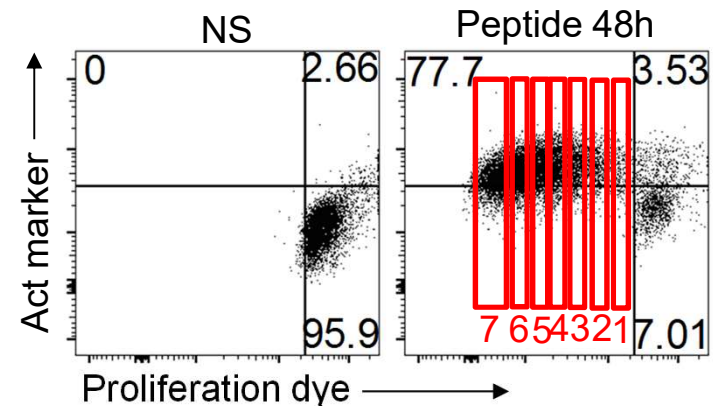 NS
Peptide 48h
0
2.66
77.7
3.53
Act marker
7 6 5 4 3 2 1
95.9
7.01
Proliferation dye